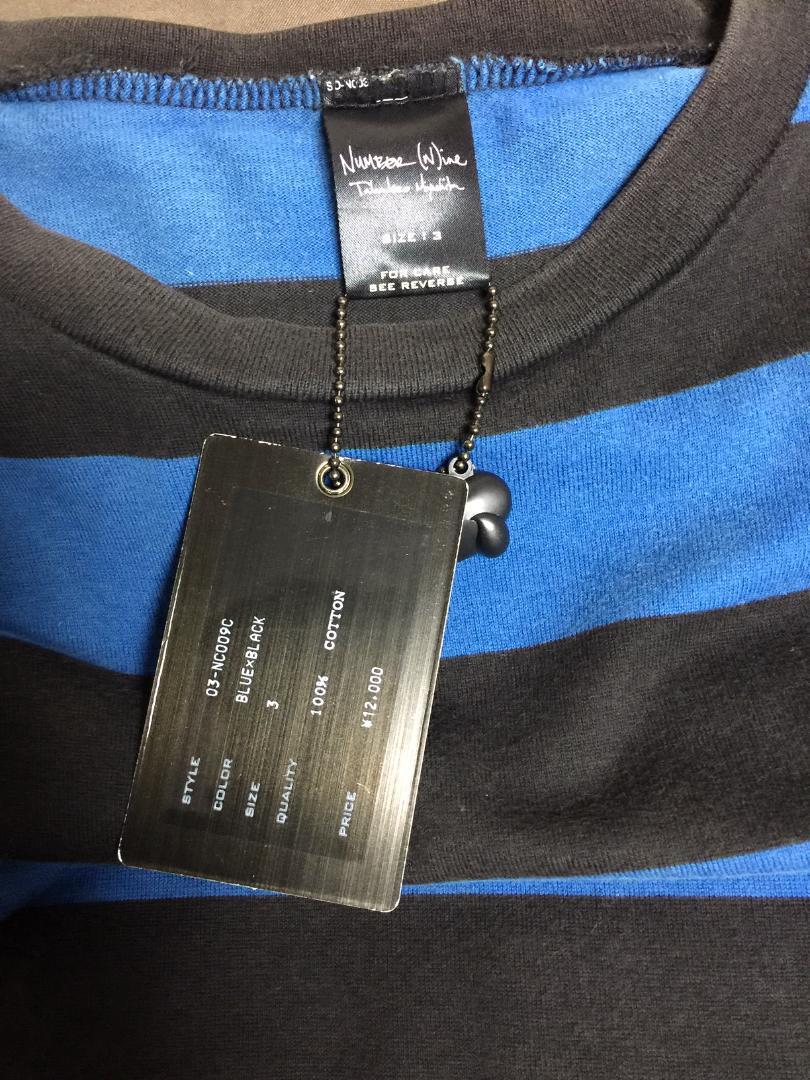 NUMBER (N)ine
SIZE : 3
FOR CARE
SEE REVERSE
STYLE 03-NC009C
COLOR BLUE×BLACK
SIZE 3
QUALITY 100% COTTON
PRICE ¥12,000